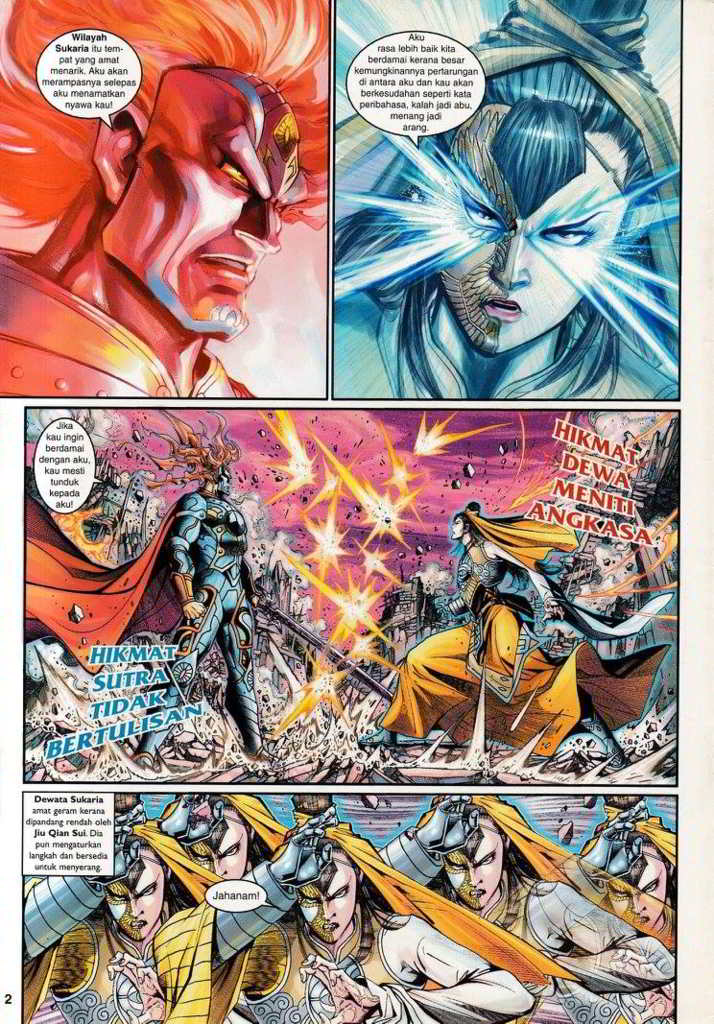 Wilayah
Sukaria itu tem-
pat yang amat
menarik. Aku akan
merampasnya selepas
aku menamatkan
nyawa kau!
Aku
rasa lebih baik kita
berdamai kerana besar
kemungkinannya pertarungan
di antara aku dan kau akan
berkesudahan seperti kata
peribahasa, kalah jadi abu,
menang jadi
arang.
Jika
kau ingin
berdamai
dengan aku,
kau mesti
tunduk
kepada
aku!
HIKMAT
DEWA
MENITI
ANGKASA
HIKMAT
SUTRA
TIDAK
BERTULISAN
Dewata Sukaria
amat geram kerana
dipandang rendah oleh
Jiu Qian Sui. Dia
pun mengaturkan
langkah dan bersedia
untuk menyerang.
Jahanam!
2